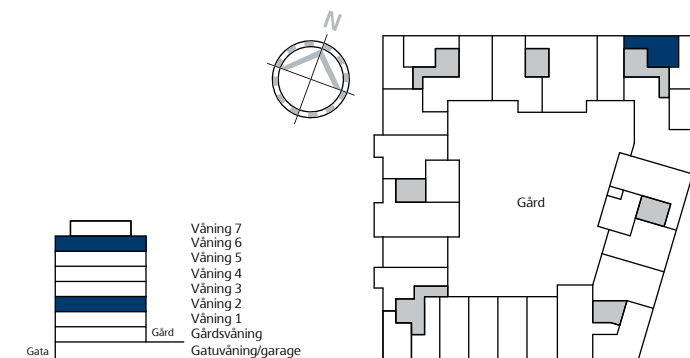 N
Gård
Våning 7
Våning 6
Våning 5
Våning 4
Våning 3
Våning 2
Våning 1
Gård Gårdsvåning
Gata Gatuvåning/garage